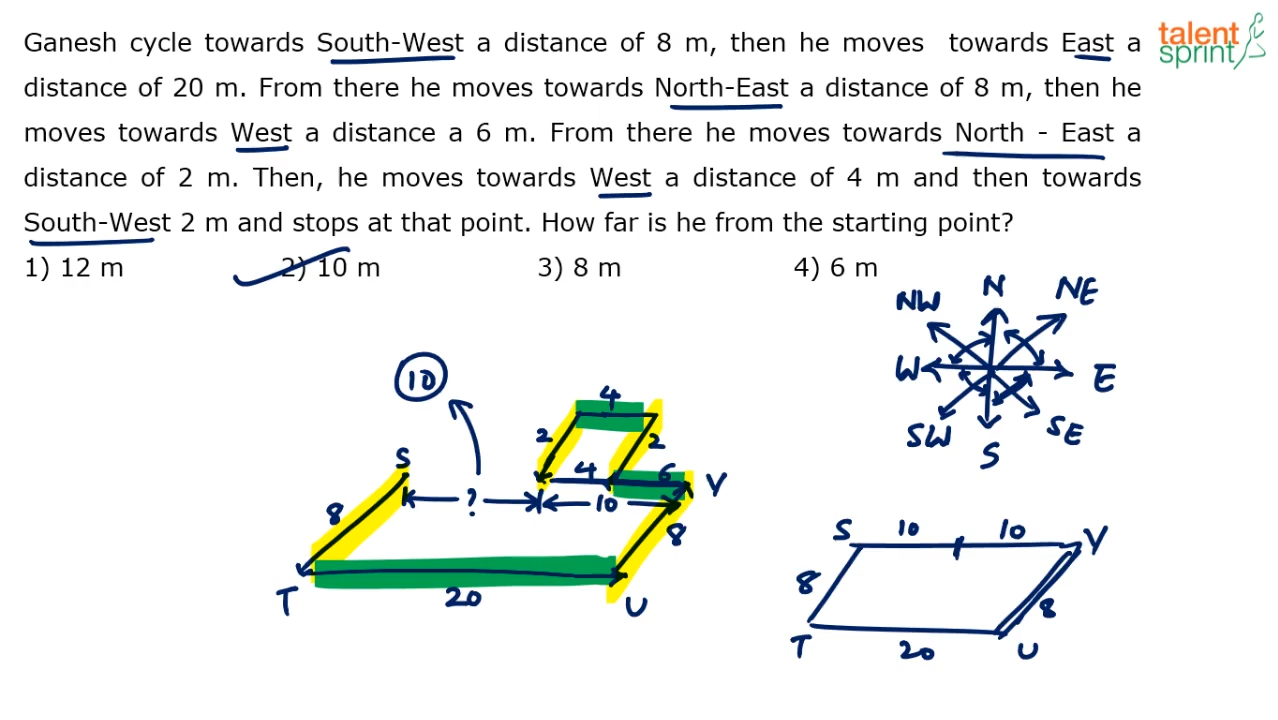 talent
sprint
Ganesh cycle towards South-West a distance of 8 m, then he moves towards East a
distance of 20 m. From there he moves towards North-East a distance of 8 m, then he
moves towards West a distance a 6 m. From there he moves towards North - East a
distance of 2 m. Then, he moves towards West a distance of 4 m and then towards
South-West 2 m and stops at that point. How far is he from the starting point?
1) 12 m 2) 10 m 3) 8 m 4) 6 m
NW N NE
W E
SW S SE
10
4
2 2
S 4 6 V
? 10
8 8
T 20 U
S 10 10 V
8 8
T 20 U